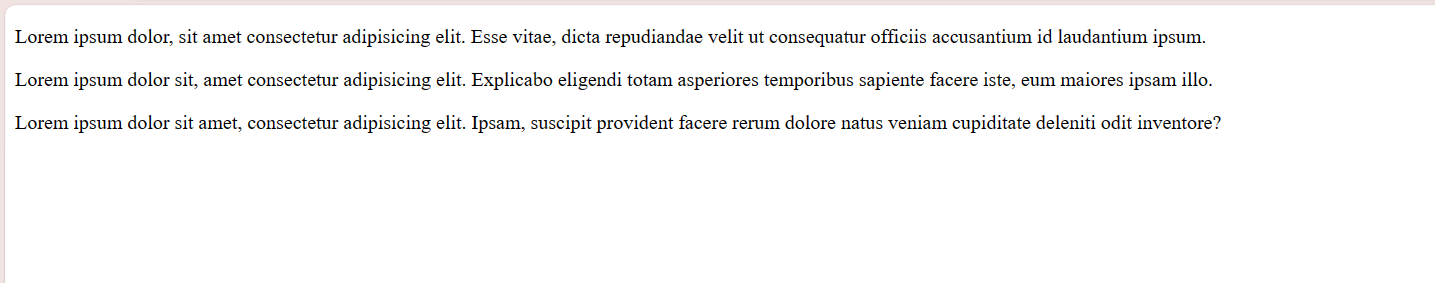 Lorem ipsum dolor, sit amet consectetur adipisicing elit. Esse vitae, dicta repudiandae velit ut consequatur officiis accusantium id laudantium ipsum.
Lorem ipsum dolor sit, amet consectetur adipisicing elit. Explicabo eligendi totam asperiores temporibus sapiente facere iste, eum maiores ipsam illo.
Lorem ipsum dolor sit amet, consectetur adipisicing elit. Ipsam, suscipit provident facere rerum dolore natus veniam cupiditate deleniti odit inventore?